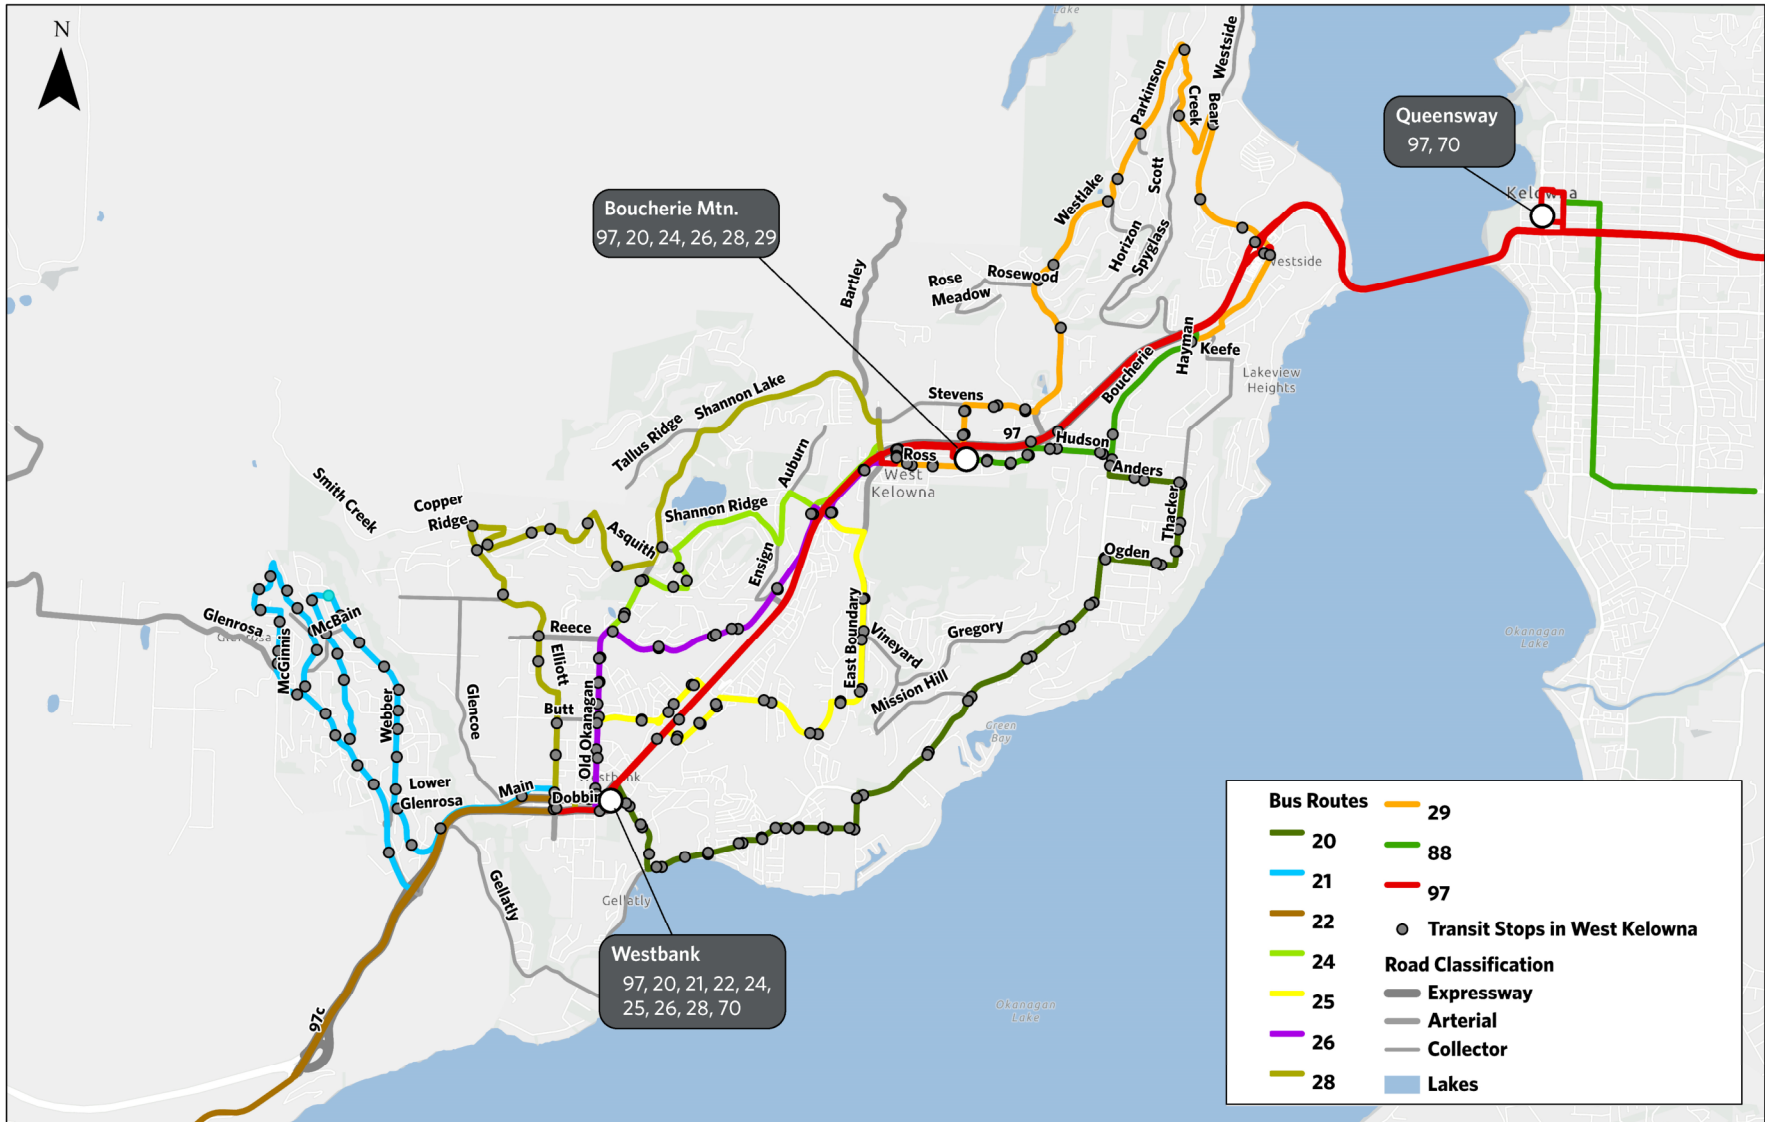 N
Lake
Westside
Parkinson
Creek
Bear
Queensway
97, 70
Kelowna
Scott
Westlake
Boucherie Mtn.
97, 20, 24, 26, 28, 29
Horizon
Spyglass
Bartley
Rose
Meadow
Rosewood
Westside
Hayman
Keefe
Boucherie
Lakeview
Heights
Stevens
Shannon Lake
Tallus Ridge
97
Hudson
Auburn
Ross
West
Kelowna
Anders
Smith Creek
Copper
Ridge
Shannon Ridge
Thacker
Asquith
Ensign
Ogden
Glenrosa
Glenrosa
McBain
McGinnis
Reece
Elliott
East Boundary
Vineyard
Gregory
Okanagan
Lake
Mission Hill
Webber
Glencoe
Butt
Old Okanagan
Green
Bay
Westbank
Lower
Glenrosa
Main
Dobbin
Gellatly
Gellatly
Westbank
97, 20, 21, 22, 24,
25, 26, 28, 70
97c
Okanagan
Lake
Bus Routes
20
21
22
24
25
26
28
29
88
97
Transit Stops in West Kelowna
Road Classification
Expressway
Arterial
Collector
Lakes